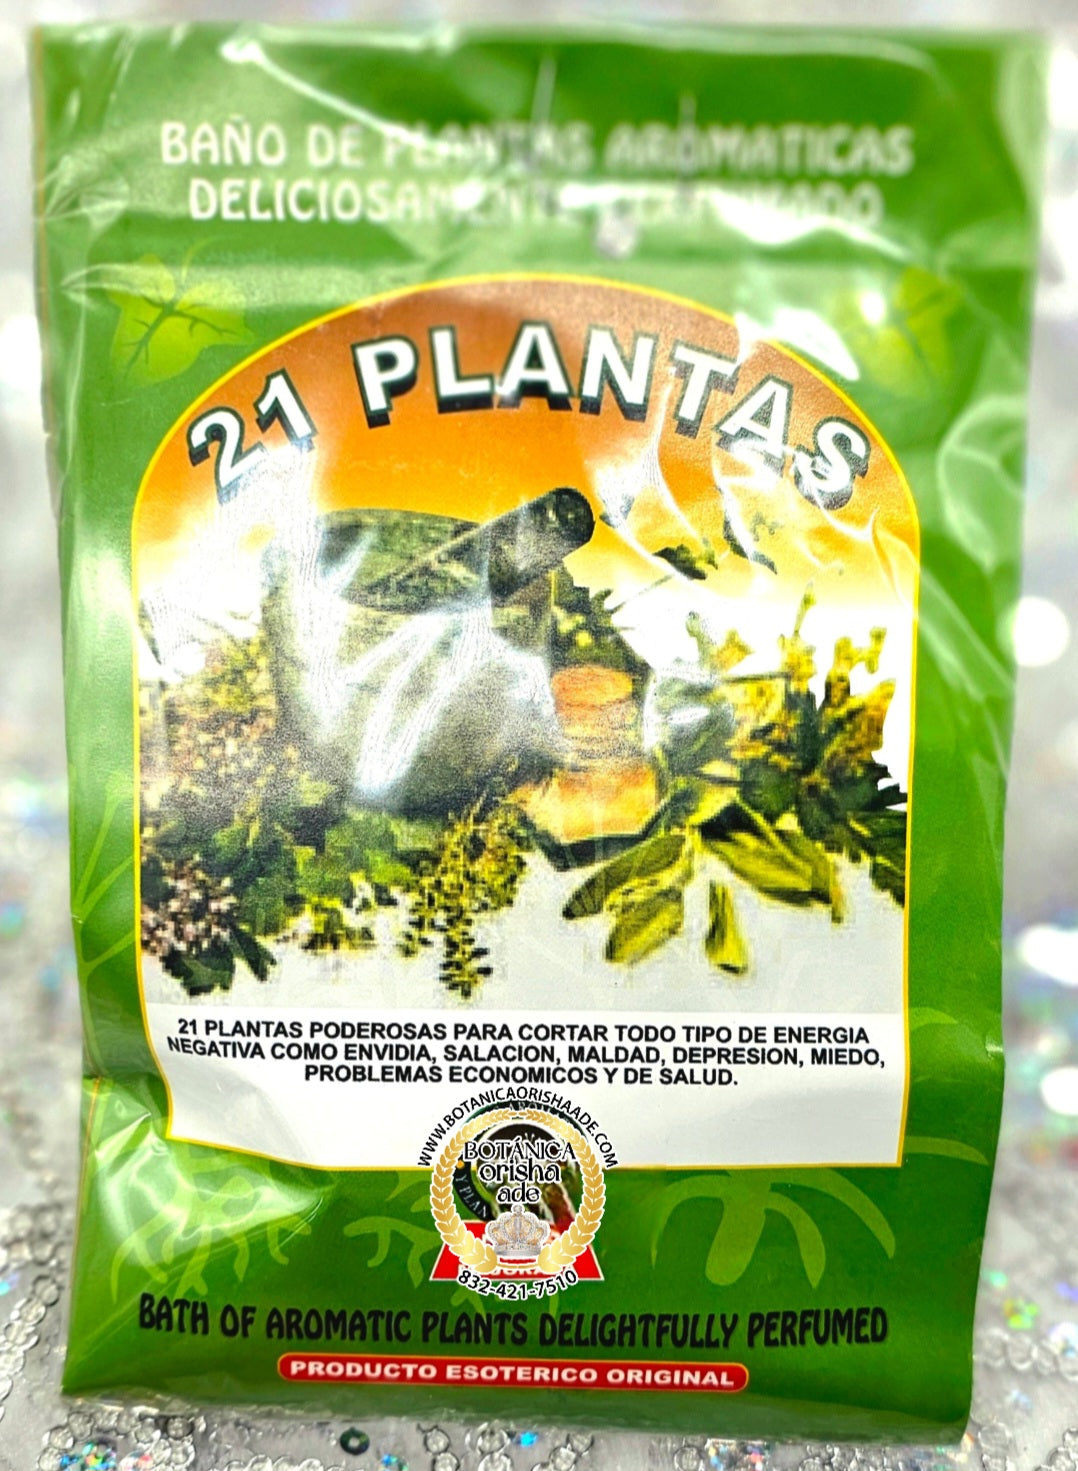 BAÑO DE PLANTAS AROMATICAS
DELICIOSAMENTE PERFUMADO
21 PLANTAS
21 PLANTAS PODEROSAS PARA CORTAR TODO TIPO DE ENERGIA
NEGATIVA COMO ENVIDIA, SALACION, MALDAD, DEPRESION, MIEDO,
PROBLEMAS ECONOMICOS Y DE SALUD.
WWW.BOTANICAORISHAADE.COM
BOTÁNICA
orisha
ade
832-421-7510
BATH OF AROMATIC PLANTS DELIGHTFULLY PERFUMED
PRODUCTO ESOTERICO ORIGINAL